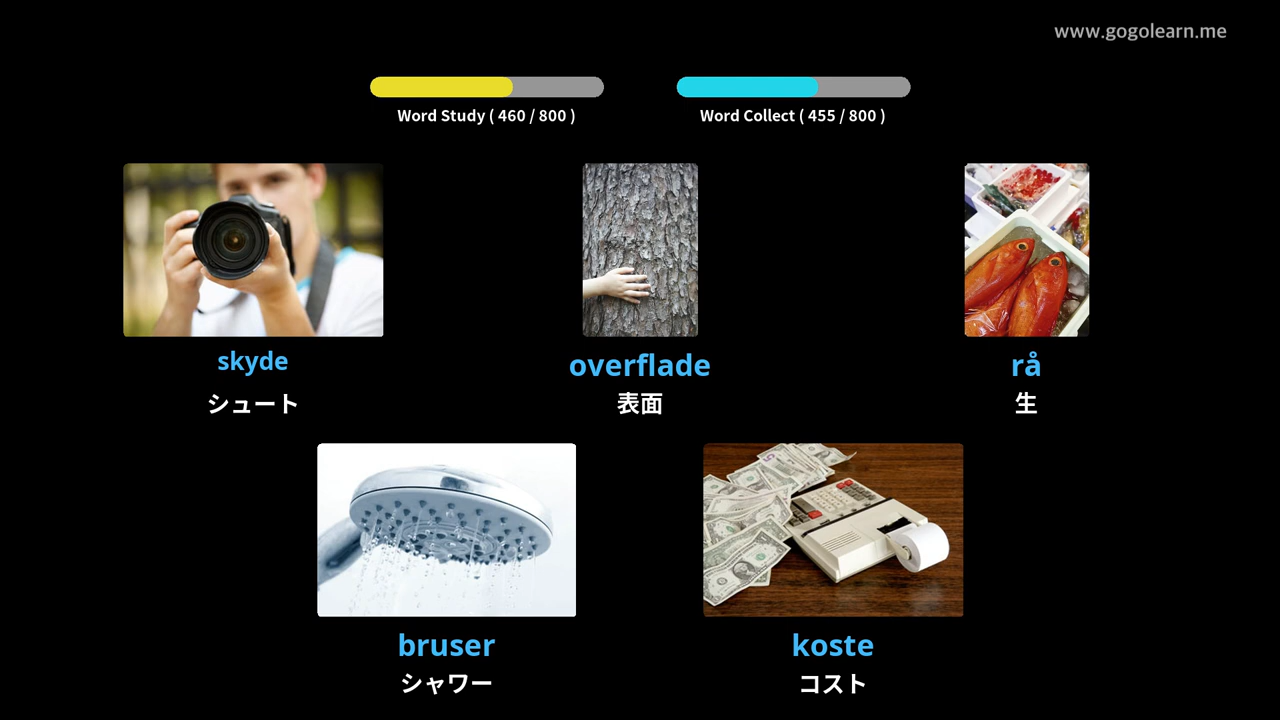 www.gogolearn.me
Word Study ( 460 / 800 )
Word Collect ( 455 / 800 )
skyde
シュート
overflade
表面
rå
生
bruser
シャワー
koste
コスト